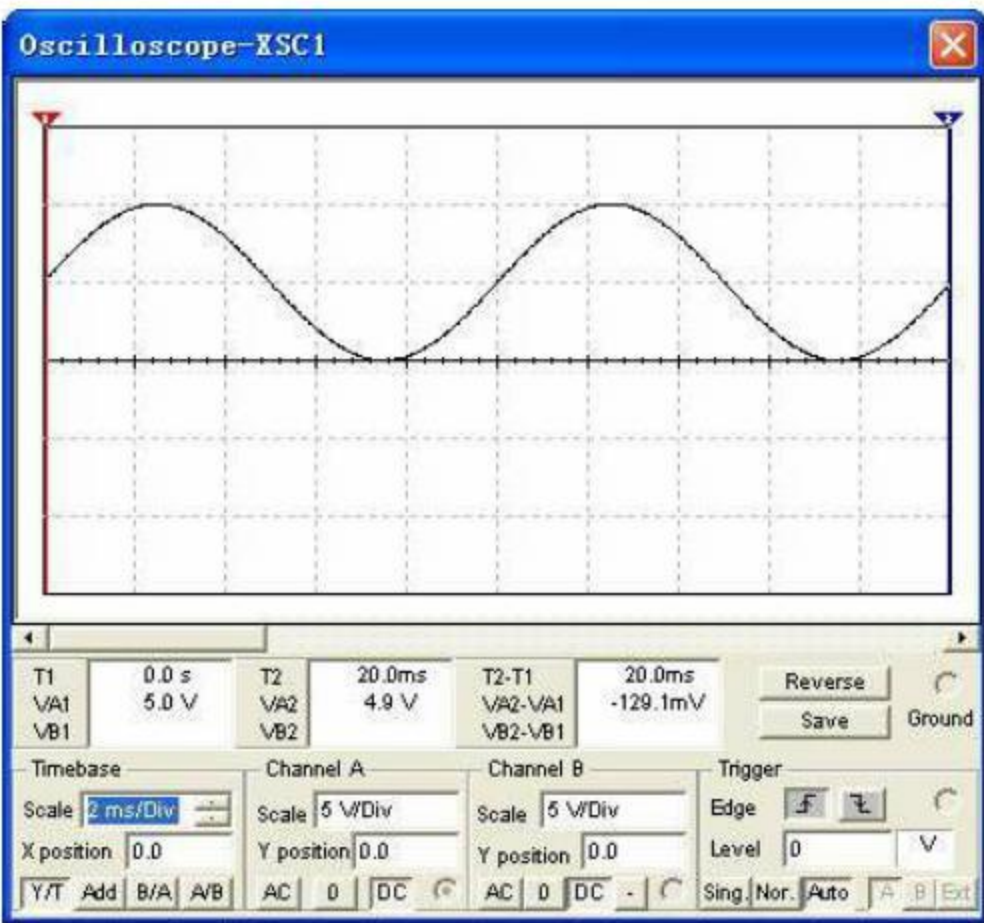 Oscilloscope-XSC1
1 2
T1 0.0 s T2 20.0ms T2-T1 20.0ms Reverse
VA1 5.0 V VA2 4.9 V VA2-VA1 -129.1mV
VB1 VB2 VB2-VB1 Save Ground
Timebase Channel A Channel B Trigger
Scale 2 ms/Div Scale 5 V/Div Scale 5 V/Div Edge
X position 0.0 Y position 0.0 Y position 0.0 Level 0 V
Y/T Add B/A A/B AC 0 DC AC 0 DC - Sing. Nor. Auto A B Ext